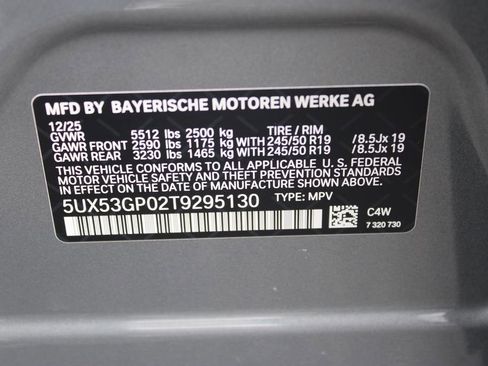 MFD BY BAYERISCHE MOTOREN WERKE AG
12/25
GVWR 5512 lbs 2500 kg TIRE / RIM
GAWR FRONT 2590 lbs 1175 kg WITH 245/50 R19 /8.5Jx 19
GAWR REAR 3230 lbs 1465 kg WITH 245/50 R19 /8.5Jx 19
THIS VEHICLE CONFORMS TO ALL APPLICABLE U. S. FEDERAL
MOTOR VEHICLE SAFETY AND THEFT PREVENTION STANDARDS
IN EFFECT ON THE DATE OF MANUFACTURE SHOWN ABOVE.
5UX53GP02T9295130 TYPE: MPV
C4W
7 320 730